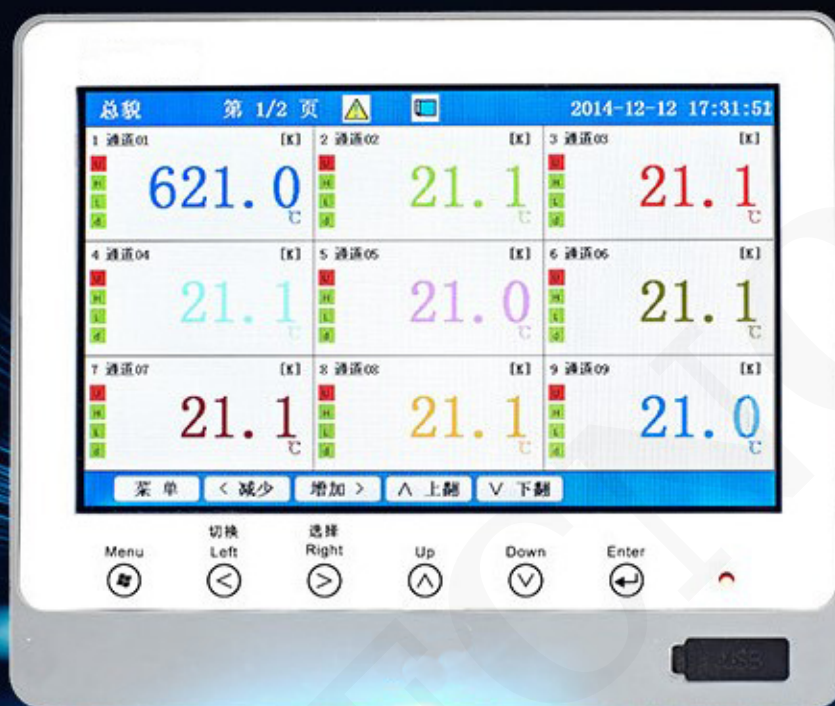 总貌 第 1/2 页 2014-12-12 17:31:51
1 通道01 [K] 2 通道02 [K] 3 通道03 [K]
U U U
H 621.0 H 21.1 H 21.1
L L L
d ℃ d ℃ d ℃
4 通道04 [K] 5 通道05 [K] 6 通道06 [K]
U U U
H 21.1 H 21.0 H 21.1
L L L
d ℃ d ℃ d ℃
7 通道07 [K] 8 通道08 [K] 9 通道09 [K]
U U U
H 21.1 H 21.1 H 21.0
L L L
d ℃ d ℃ d ℃
菜 单 < 减少 增加 > ∧ 上翻 ∨ 下翻
切换 选择
Menu Left Right Up Down Enter
USB